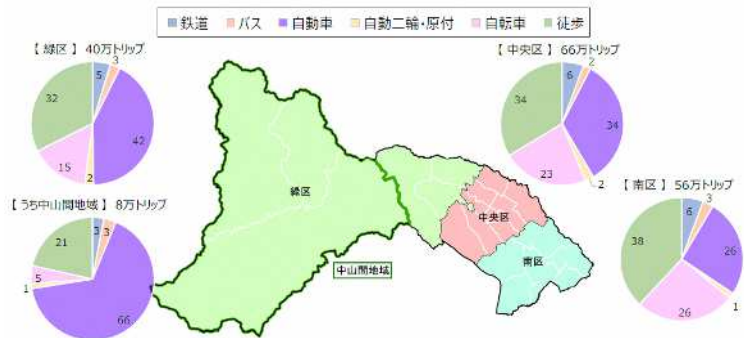 鉄道 バス 自動車 自動二輪・原付 自転車 徒歩
【 緑区 】 40万トリップ
5
3
42
2
15
32
【 中央区 】 66万トリップ
6
2
34
2
23
34
【うち中山間地域 】 8万トリップ
3
3
66
1
5
21
【 南区 】 56万トリップ
6
3
26
1
26
38
緑区
中央区
南区
中山間地域